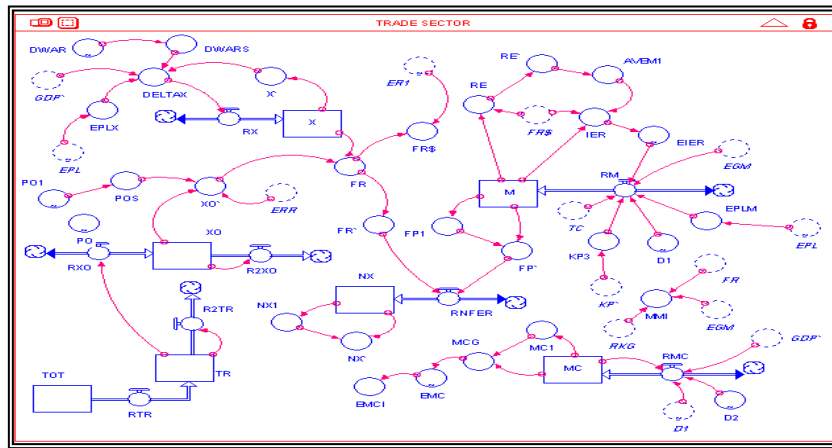 TRADE SECTOR
DWAR
DWARS
GDP`
DELTAX
X`
ER1
RE`
AVEM1
RE
EPLX
RX
X
FR$
FR$
IER
EIER
EPL
RM
EGM
PO1
POS
XO`
ERR
FR
M
TC
EPLM
EPL
PO
XO
FR`
FP1
KP3
D1
RXO
R2XO
FP`
NX
KP`
FR
MMI
R2TR
NX1
RNFER
RKG
EGM
NX`
MCG
MC1
GDP`
TOT
TR
MC
RMC
RTR
EMCI
EMC
D1
D2